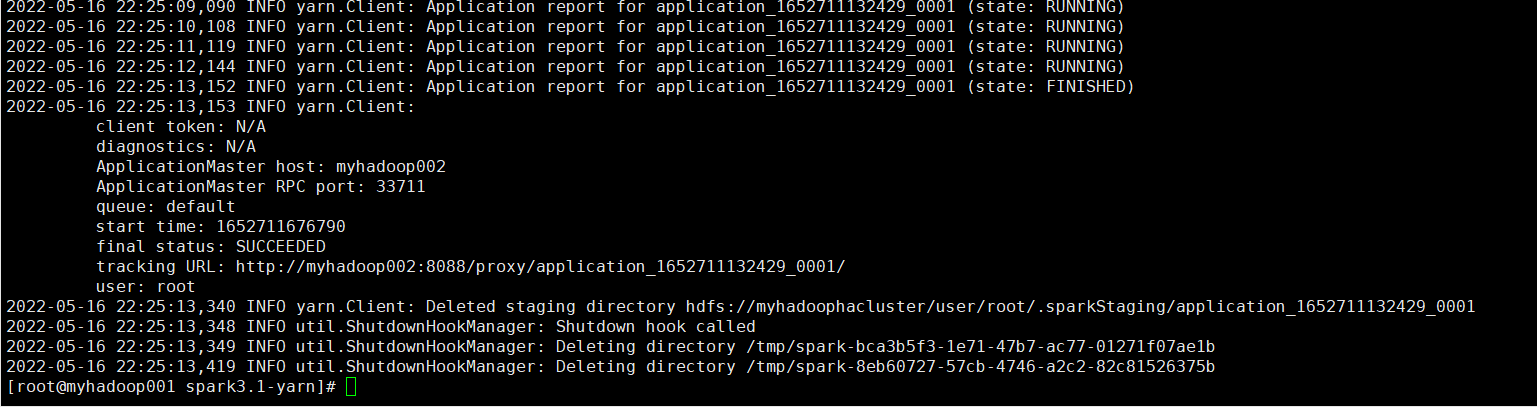 2022-05-16 22:25:09,090 INFO yarn.Client: Application report for application_1652711132429_0001 (state: RUNNING)
2022-05-16 22:25:10,108 INFO yarn.Client: Application report for application_1652711132429_0001 (state: RUNNING)
2022-05-16 22:25:11,119 INFO yarn.Client: Application report for application_1652711132429_0001 (state: RUNNING)
2022-05-16 22:25:12,144 INFO yarn.Client: Application report for application_1652711132429_0001 (state: RUNNING)
2022-05-16 22:25:13,152 INFO yarn.Client: Application report for application_1652711132429_0001 (state: FINISHED)
2022-05-16 22:25:13,153 INFO yarn.Client:
client token: N/A
diagnostics: N/A
ApplicationMaster host: myhadoop002
ApplicationMaster RPC port: 33711
queue: default
start time: 1652711676790
final status: SUCCEEDED
tracking URL: http://myhadoop002:8088/proxy/application_1652711132429_0001/
user: root
2022-05-16 22:25:13,340 INFO yarn.Client: Deleted staging directory hdfs://myhadoophacluster/user/root/.sparkStaging/application_1652711132429_0001
2022-05-16 22:25:13,348 INFO util.ShutdownHookManager: Shutdown hook called
2022-05-16 22:25:13,349 INFO util.ShutdownHookManager: Deleting directory /tmp/spark-bca3b5f3-1e71-47b7-ac77-01271f07ae1b
2022-05-16 22:25:13,419 INFO util.ShutdownHookManager: Deleting directory /tmp/spark-8eb60727-57cb-4746-a2c2-82c81526375b
[root@myhadoop001 spark3.1-yarn]#